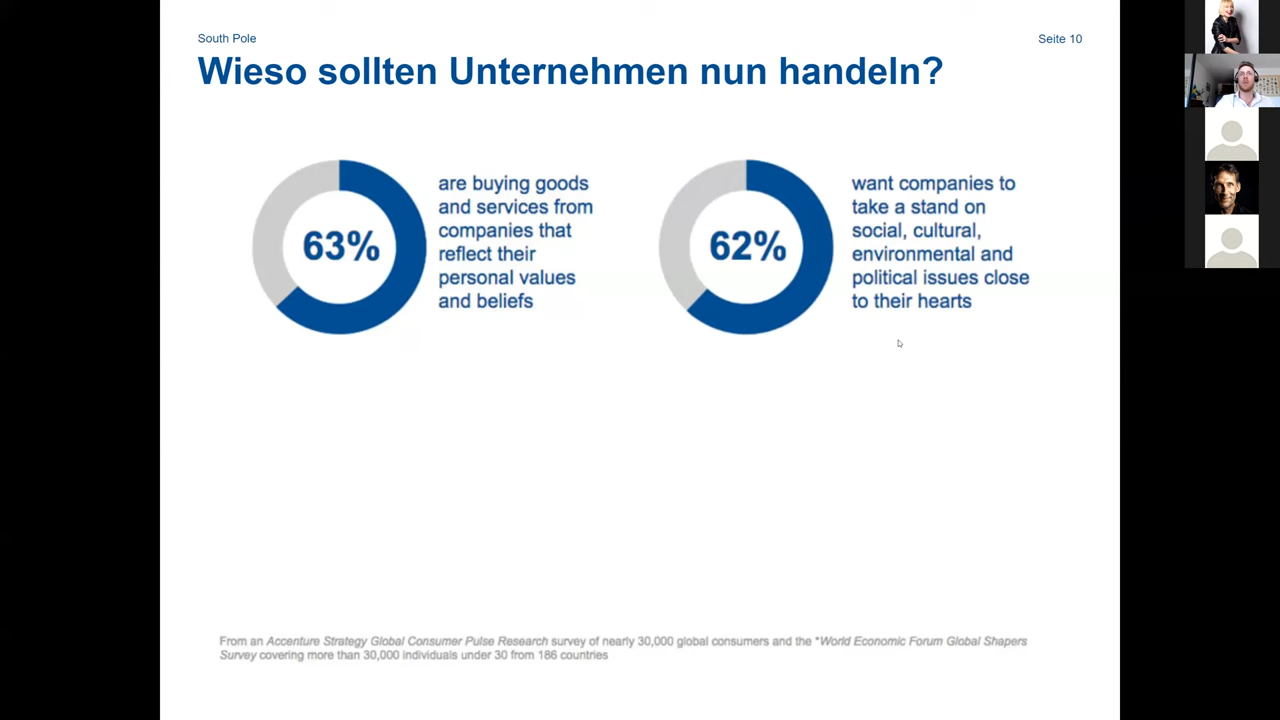 South Pole
Seite 10
Wieso sollten Unternehmen nun handeln?
63%
are buying goods
and services from
companies that
reflect their
personal values
and beliefs
62%
want companies to
take a stand on
social, cultural,
environmental and
political issues close
to their hearts
From an Accenture Strategy Global Consumer Pulse Research survey of nearly 30,000 global consumers and the *World Economic Forum Global Shapers
Survey covering more than 30,000 individuals under 30 from 186 countries